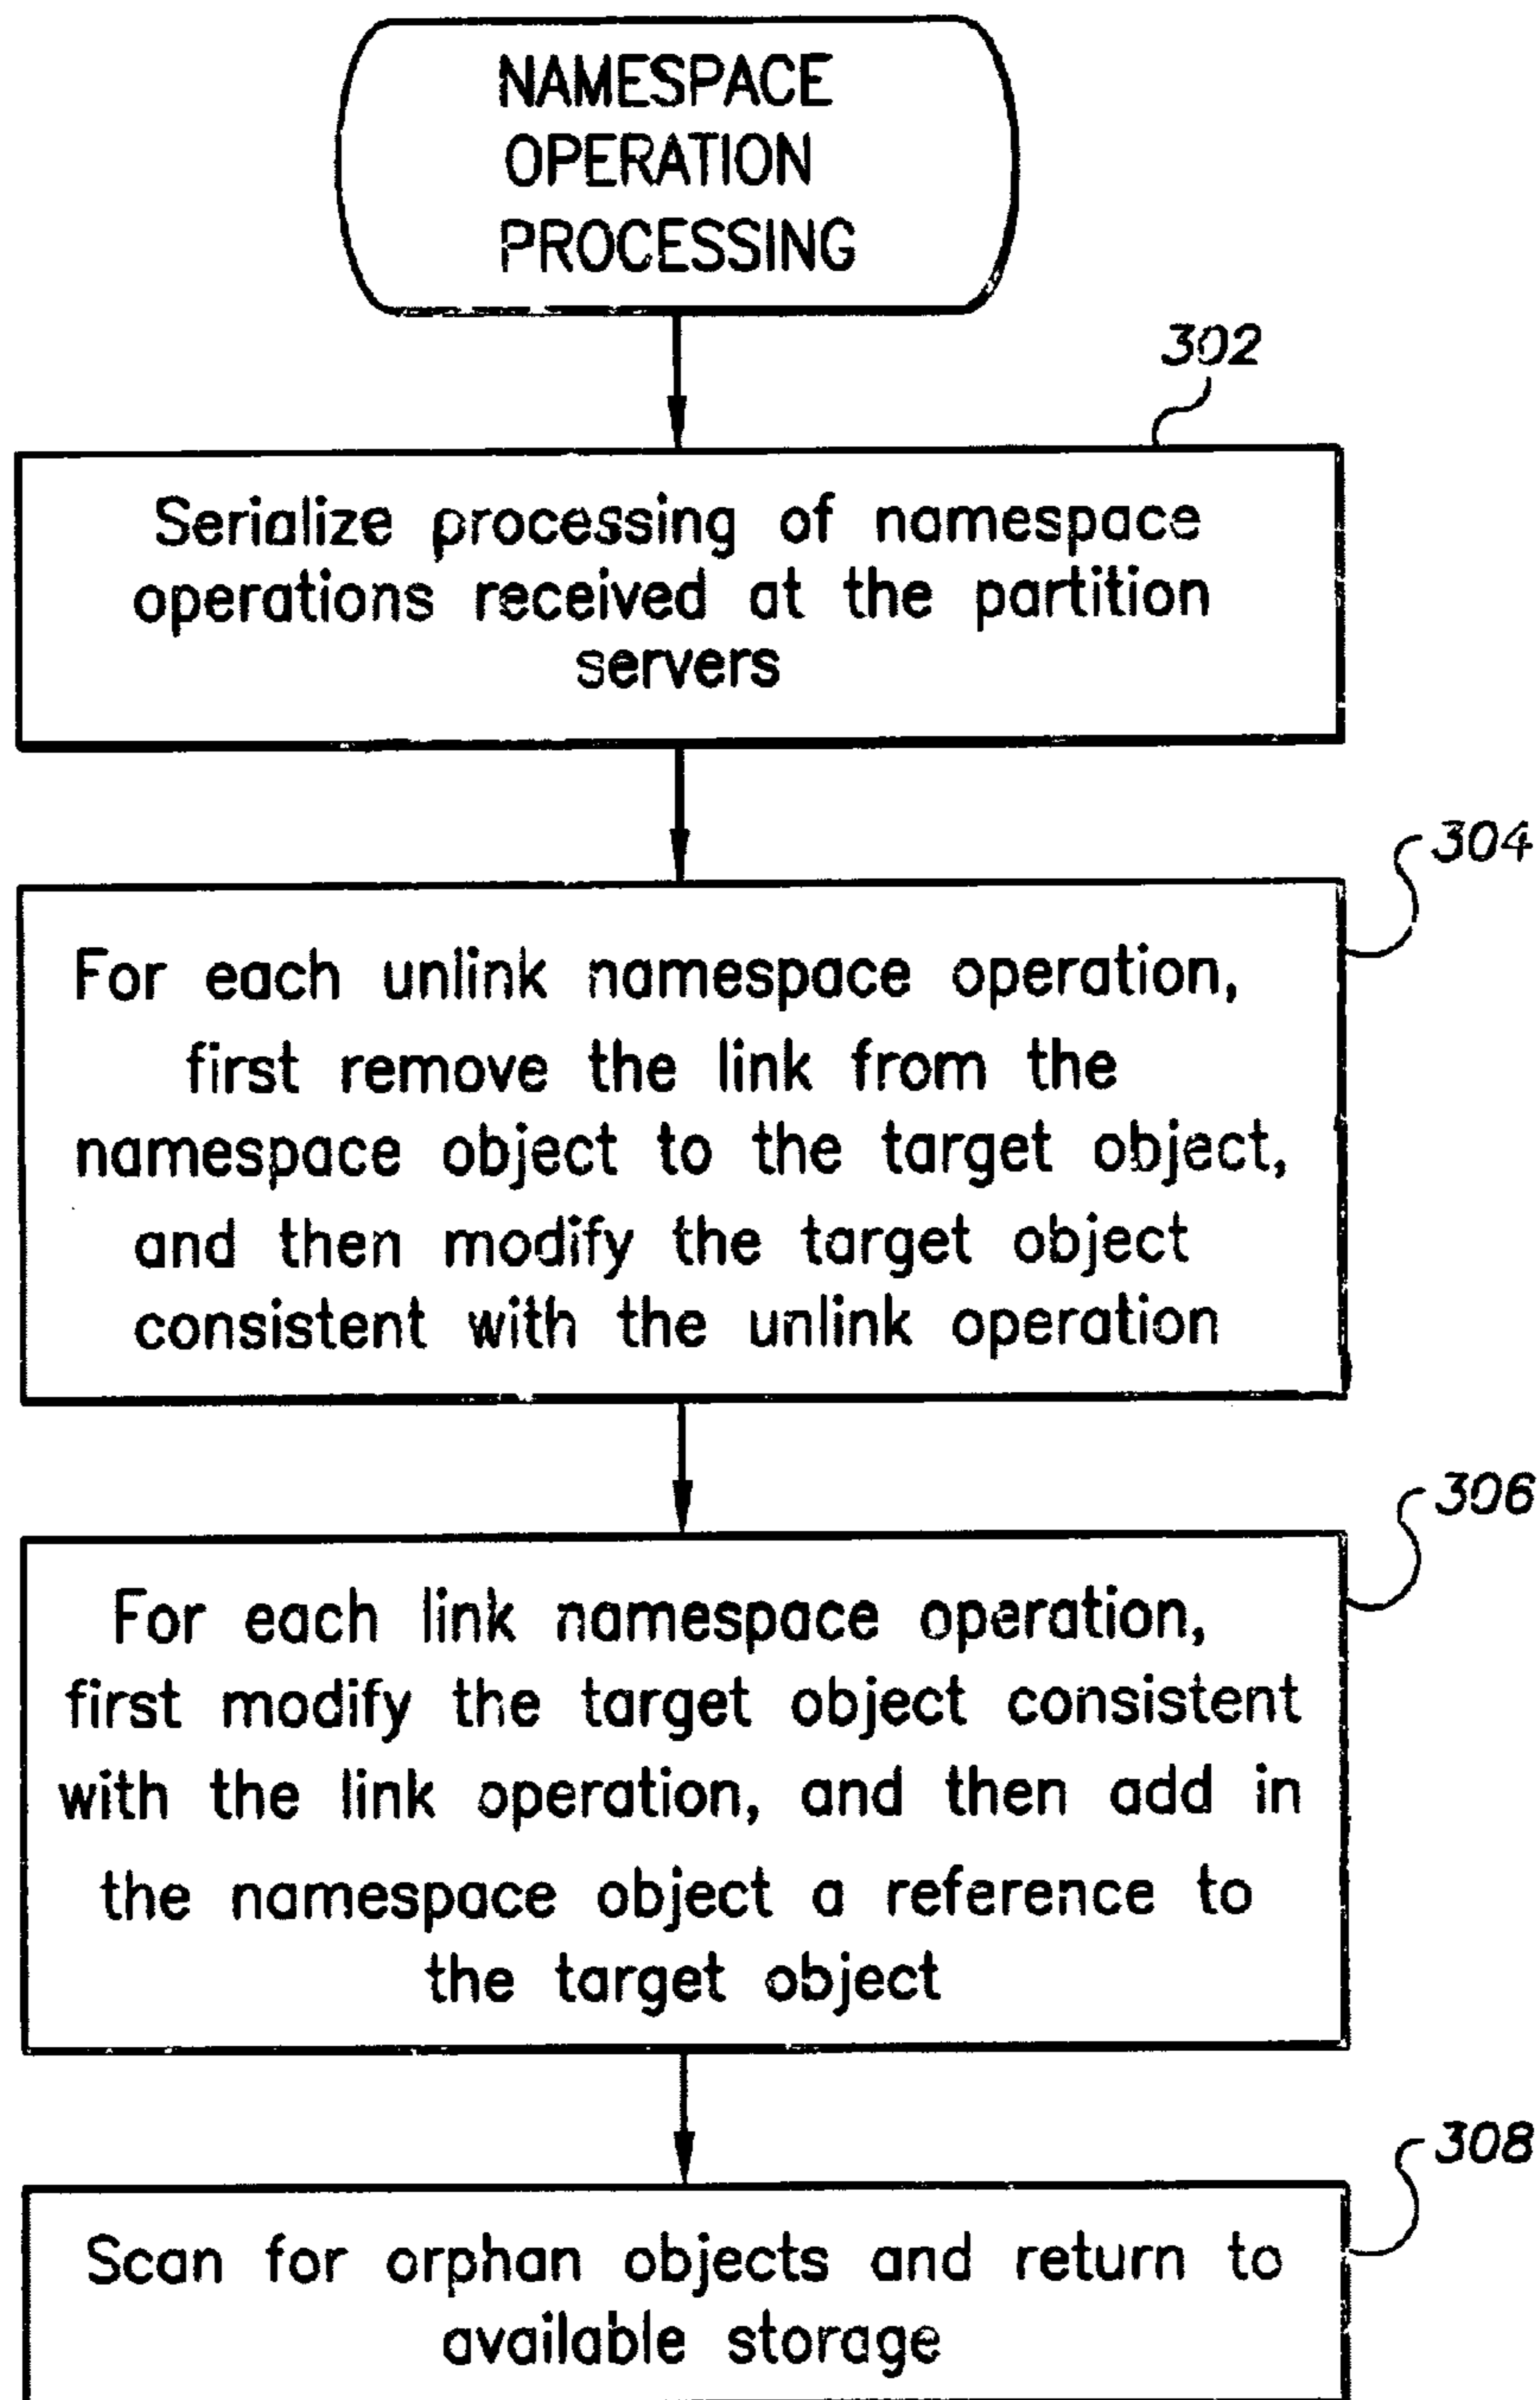 NAMESPACE
OPERATION
PROCESSING
302
Serialize processing of namespace
operations received at the partition
servers
304
For each unlink namespace operation,
first remove the link from the
namespace object to the target object,
and then modify the target object
consistent with the unlink operation
306
For each link namespace operation,
first modify the target object consistent
with the link operation, and then add in
the namespace object a reference to
the target object
308
Scan for orphan objects and return to
available storage